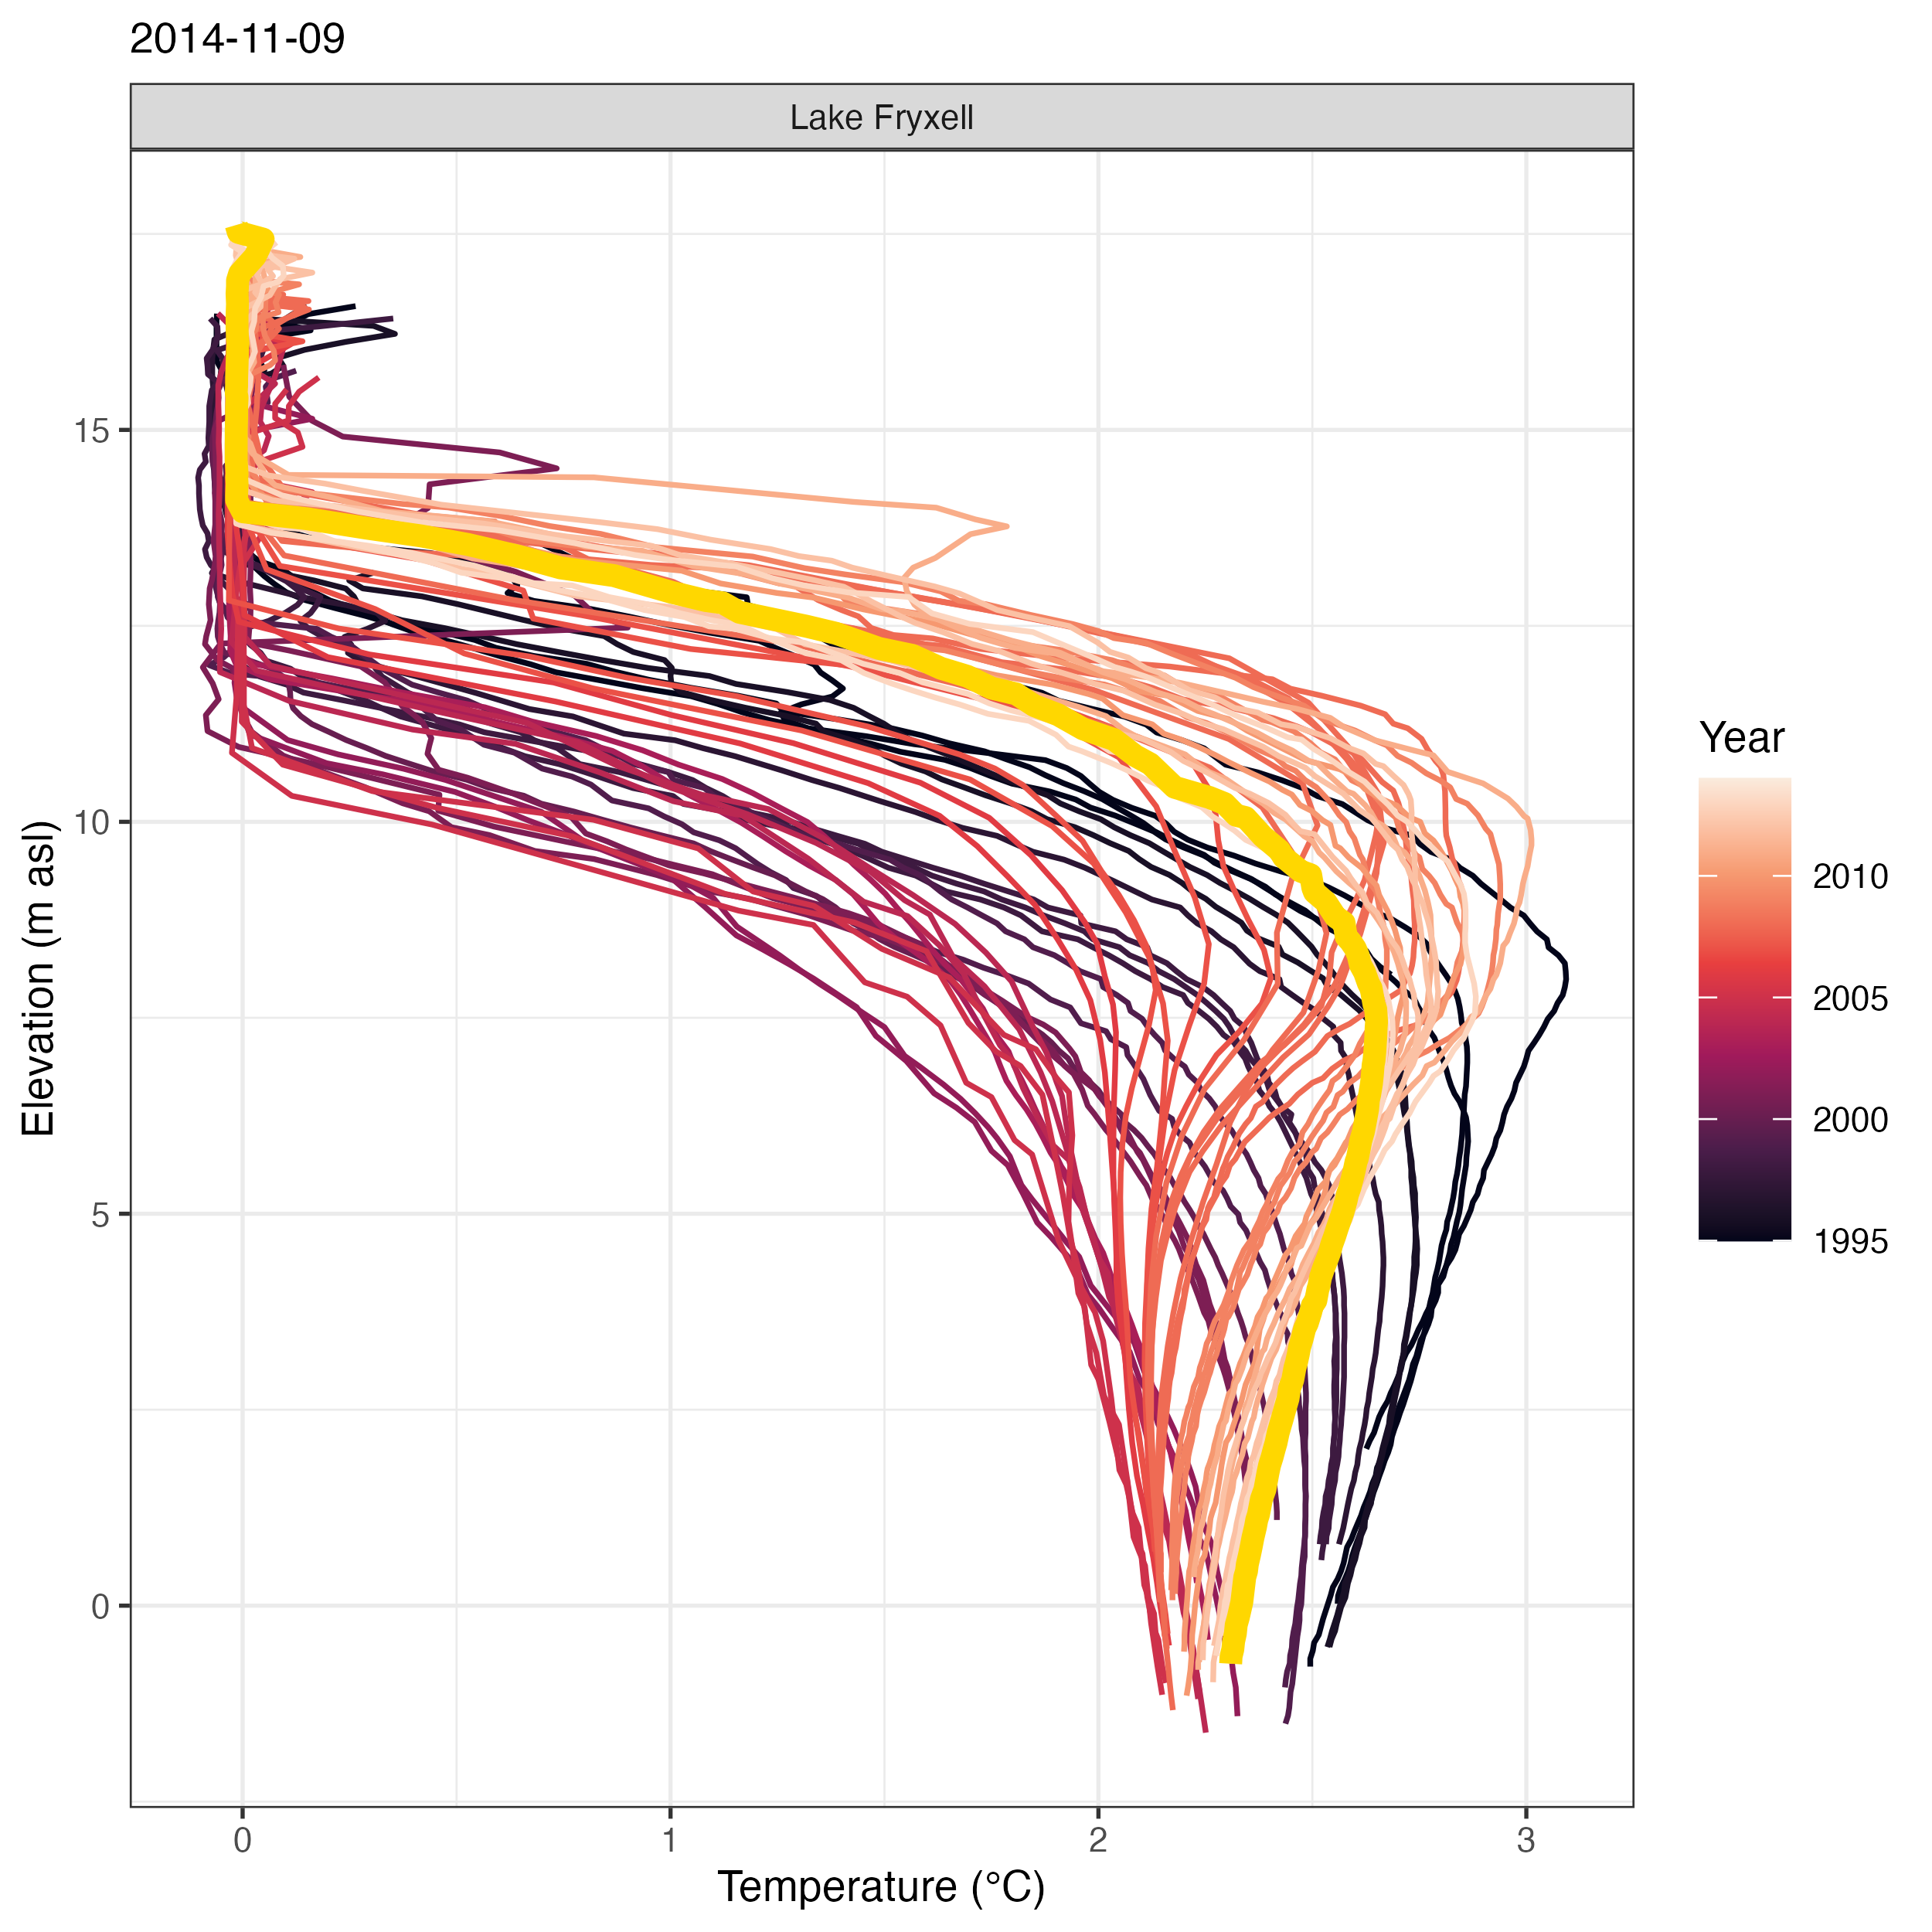 2014-11-09
Lake Fryxell
Elevation (m asl)
15
10
5
0
0 1 2 3
Temperature (°C)
Year
2010
2005
2000
1995